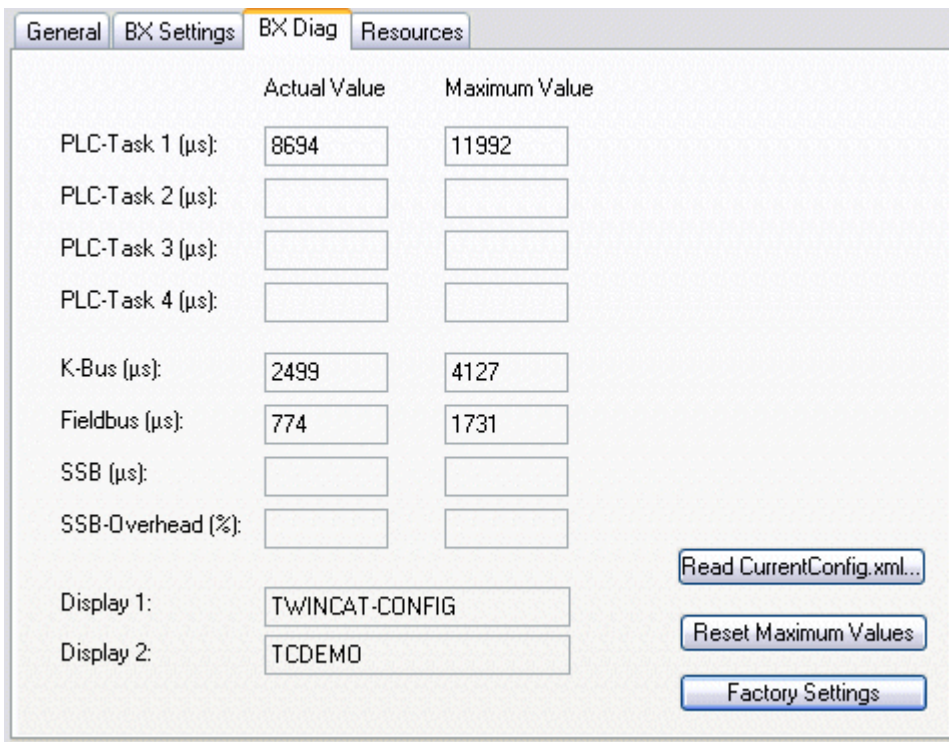 General BX Settings BX Diag Resources
Actual Value Maximum Value
PLC-Task 1 (µs): 8694 11992
PLC-Task 2 (µs):
PLC-Task 3 (µs):
PLC-Task 4 (µs):
K-Bus (µs): 2499 4127
Fieldbus (µs): 774 1731
SSB (µs):
SSB-Overhead (%):
Read CurrentConfig.xml...
Display 1: TWINCAT-CONFIG
Reset Maximum Values
Display 2: TCDEMO
Factory Settings